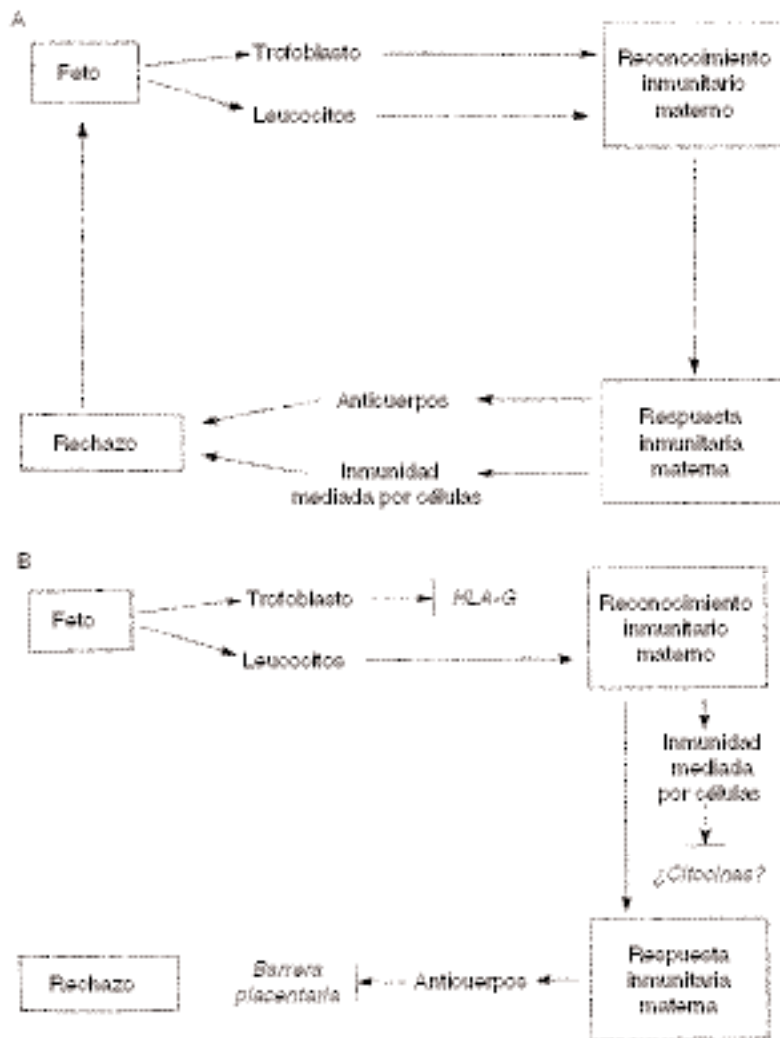 A
Feto
Trofoblasto
Leucocitos
Reconocimiento
inmunitario
materno
Rechazo
Anticuerpos
Inmunidad
mediada por células
Respuesta
inmunitaria
materna
B
Feto
Trofoblasto
HLA-G
Leucocitos
Reconocimiento
inmunitario
materno
Inmunidad
mediada
por células
¿Citocinas?
Rechazo
Barrera
placentaria
Anticuerpos
Respuesta
inmunitaria
materna